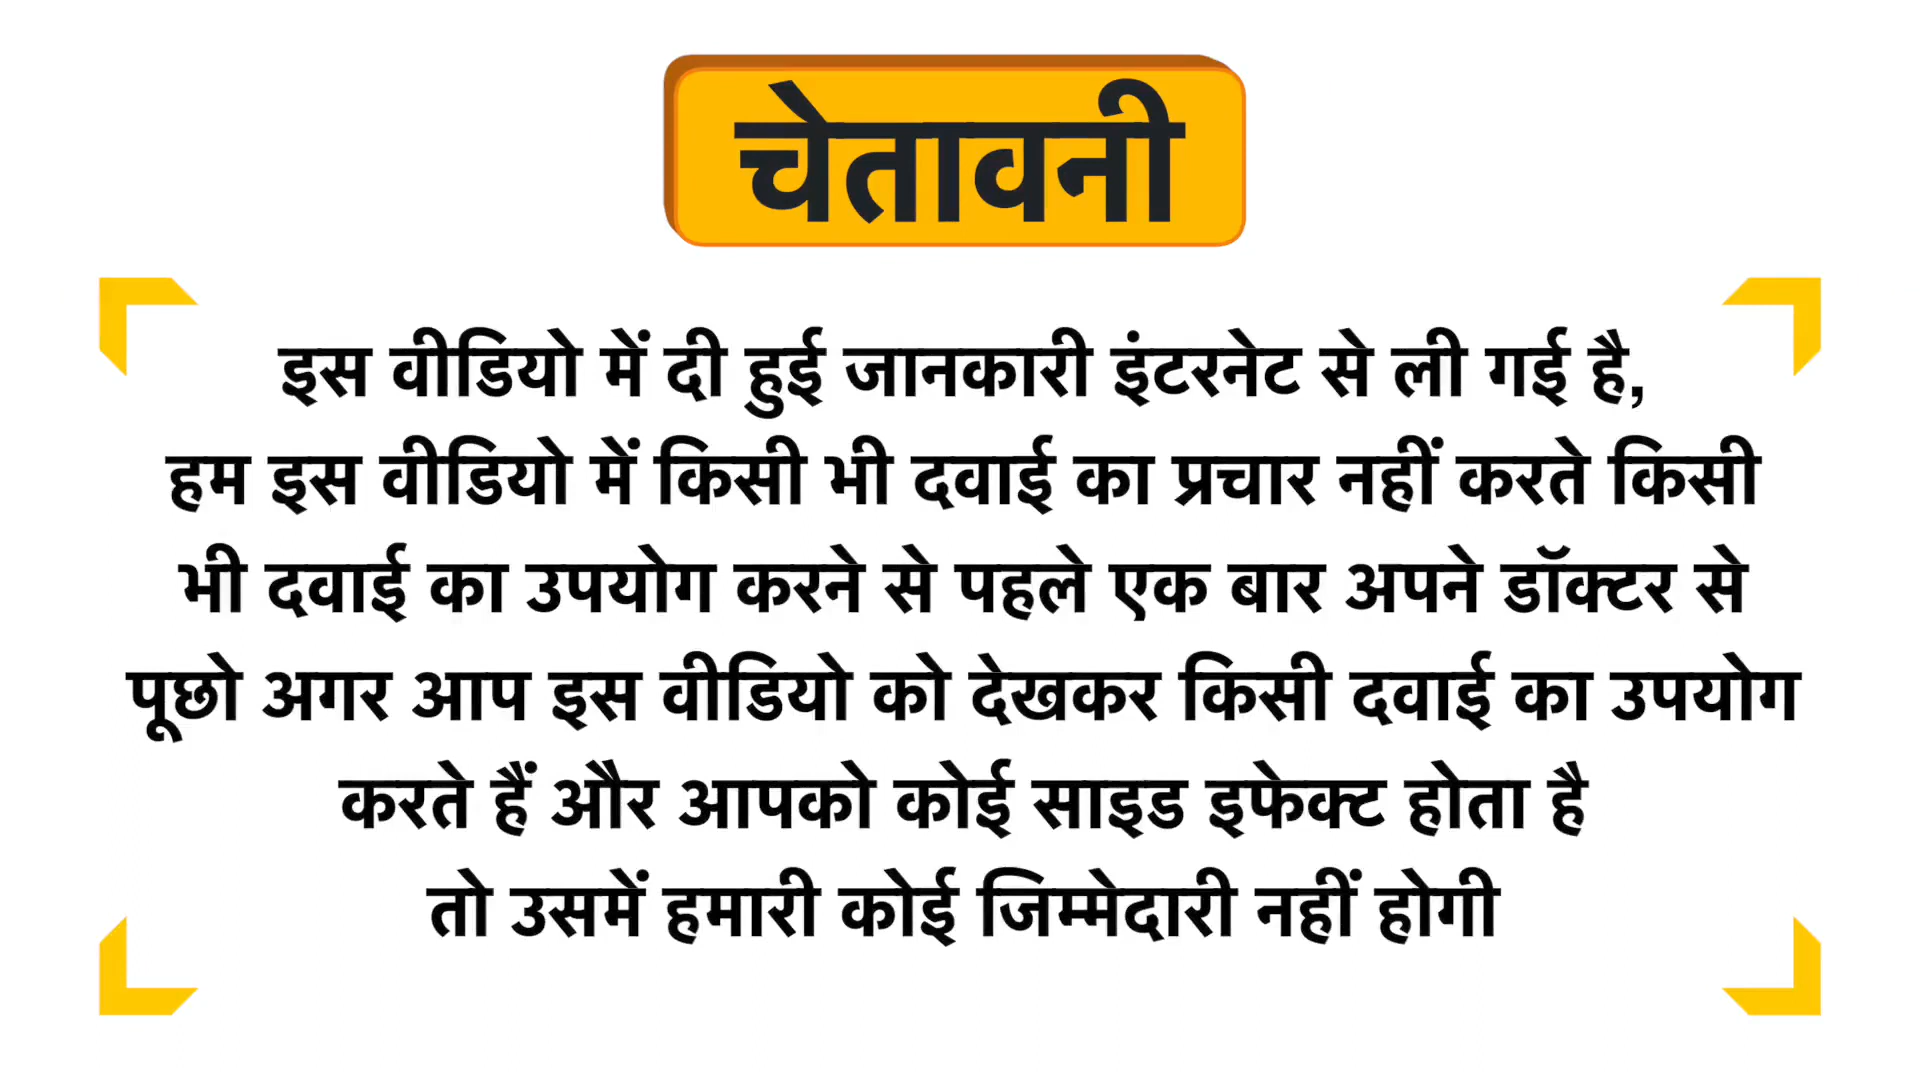 चेतावनी
इस वीडियो में दी हुई जानकारी इंटरनेट से ली गई है,
हम इस वीडियो में किसी भी दवाई का प्रचार नहीं करते किसी
भी दवाई का उपयोग करने से पहले एक बार अपने डॉक्टर से
पूछो अगर आप इस वीडियो को देखकर किसी दवाई का उपयोग
करते हैं और आपको कोई साइड इफेक्ट होता है
तो उसमें हमारी कोई जिम्मेदारी नहीं होगी